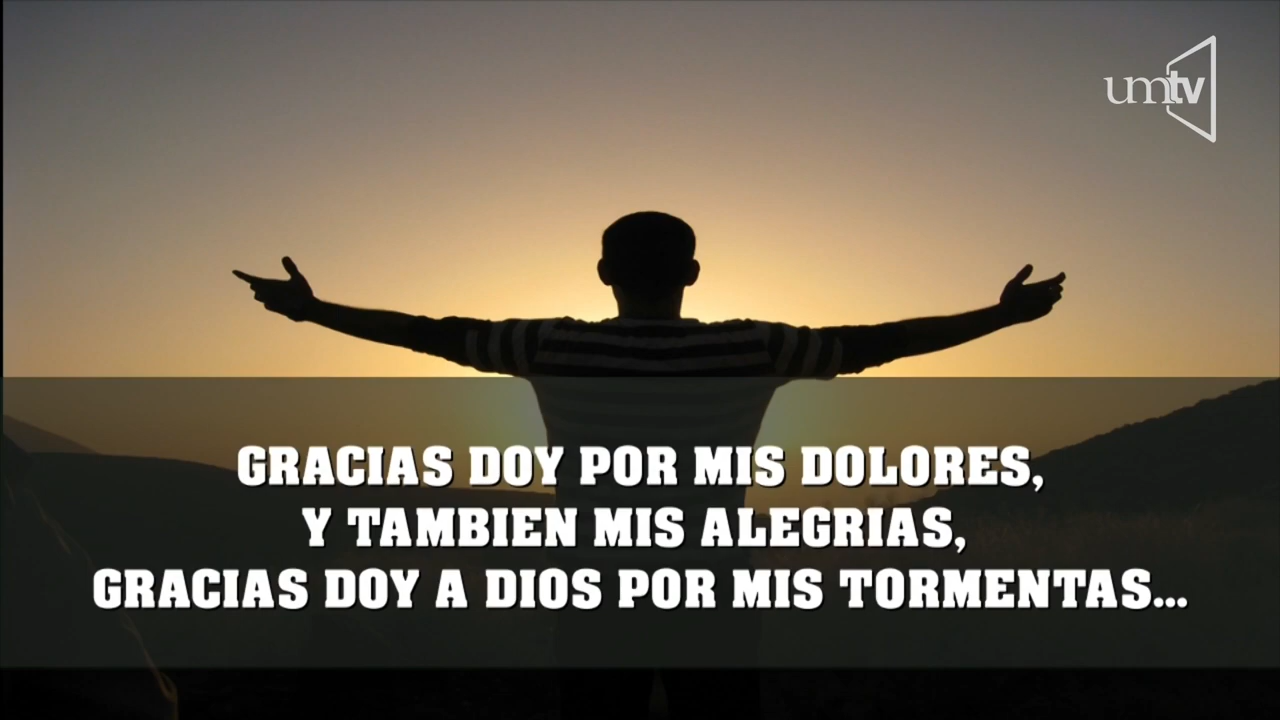 umtv
GRACIAS DOY POR MIS DOLORES,
Y TAMBIEN MIS ALEGRIAS,
GRACIAS DOY A DIOS POR MIS TORMENTAS...